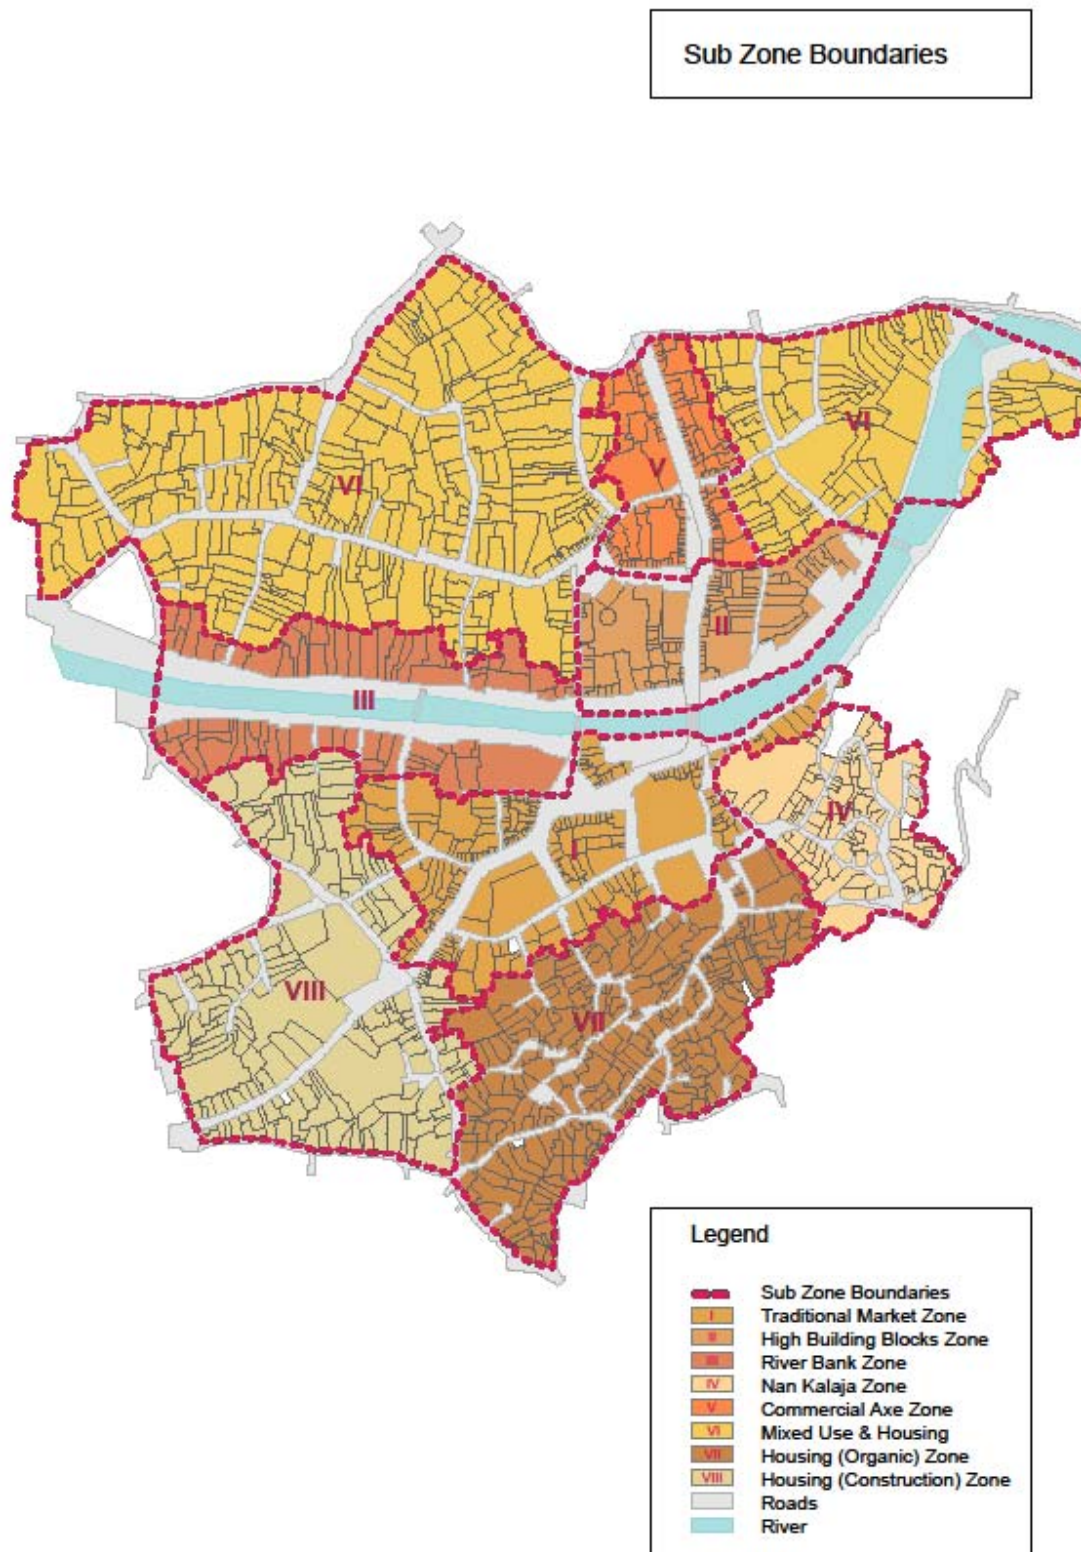 Sub Zone Boundaries
VI
VI
V
II
III
IV
I
VIII
VII
Legend
Sub Zone Boundaries
I Traditional Market Zone
II High Building Blocks Zone
III River Bank Zone
IV Nan Kalaja Zone
V Commercial Axe Zone
VI Mixed Use & Housing
VII Housing (Organic) Zone
VIII Housing (Construction) Zone
Roads
River